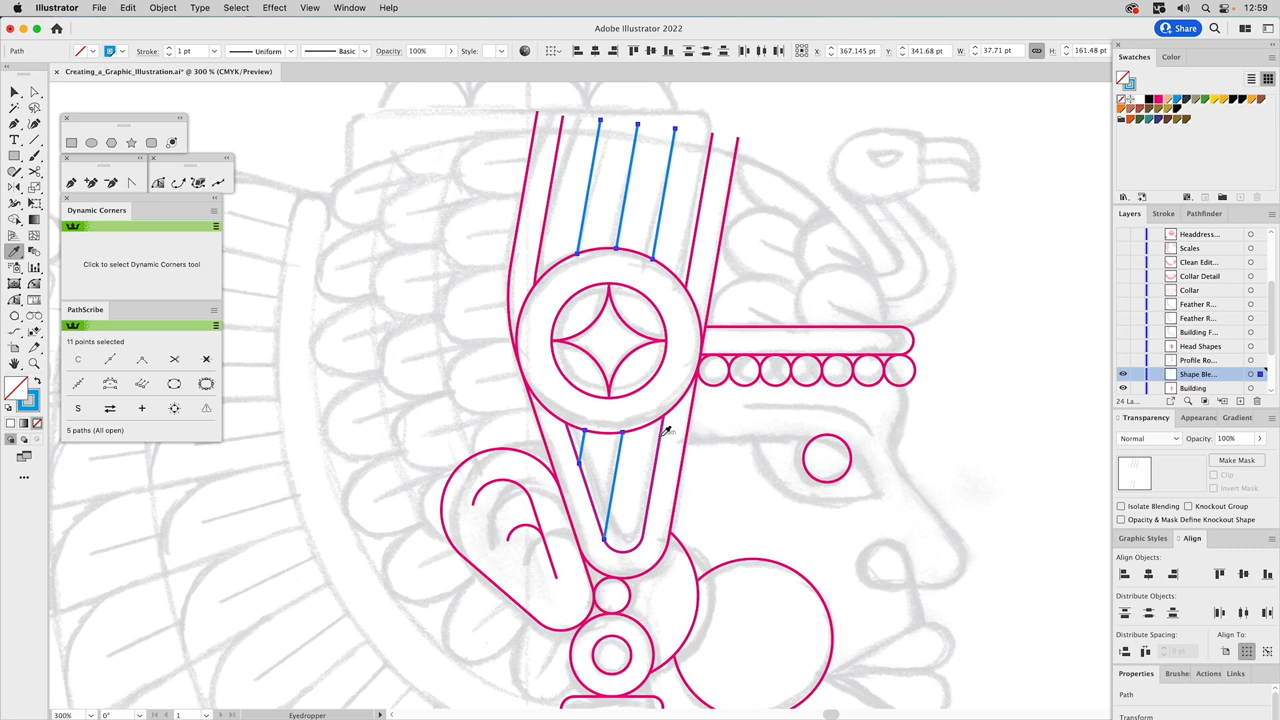 Illustrator File Edit Object Type Select Effect View Window Help 12:59
Adobe Illustrator 2022 Share
Path Stroke: 1 pt Uniform Basic Opacity: 100% Style: X: 367.145 pt Y: 341.68 pt W: 37.71 pt H: 161.48 pt
Creating_a_Graphic_Illustration.ai* @ 300 % (CMYK/Preview)
Swatches Color
Dynamic Corners
Click to select Dynamic Corners tool
PathScribe
11 points selected
5 paths (All open)
Layers Stroke Pathfinder
Headdress...
Scales
Clean Edit...
Collar Detail
Collar
Feather R...
Feather R...
Building F...
Head Shapes
Profile Ro...
Shape Ble...
Building
24 La...
Transparency Appearanc Gradient
Normal Opacity: 100%
Make Mask
Clip
Invert Mask
Isolate Blending Knockout Group
Opacity & Mask Define Knockout Shape
Graphic Styles Align
Align Objects:
Distribute Objects:
Distribute Spacing: Align To:
0 px
Properties Brushe: Actions Links
Path
Transform
300% 0° 1 Eyedropper